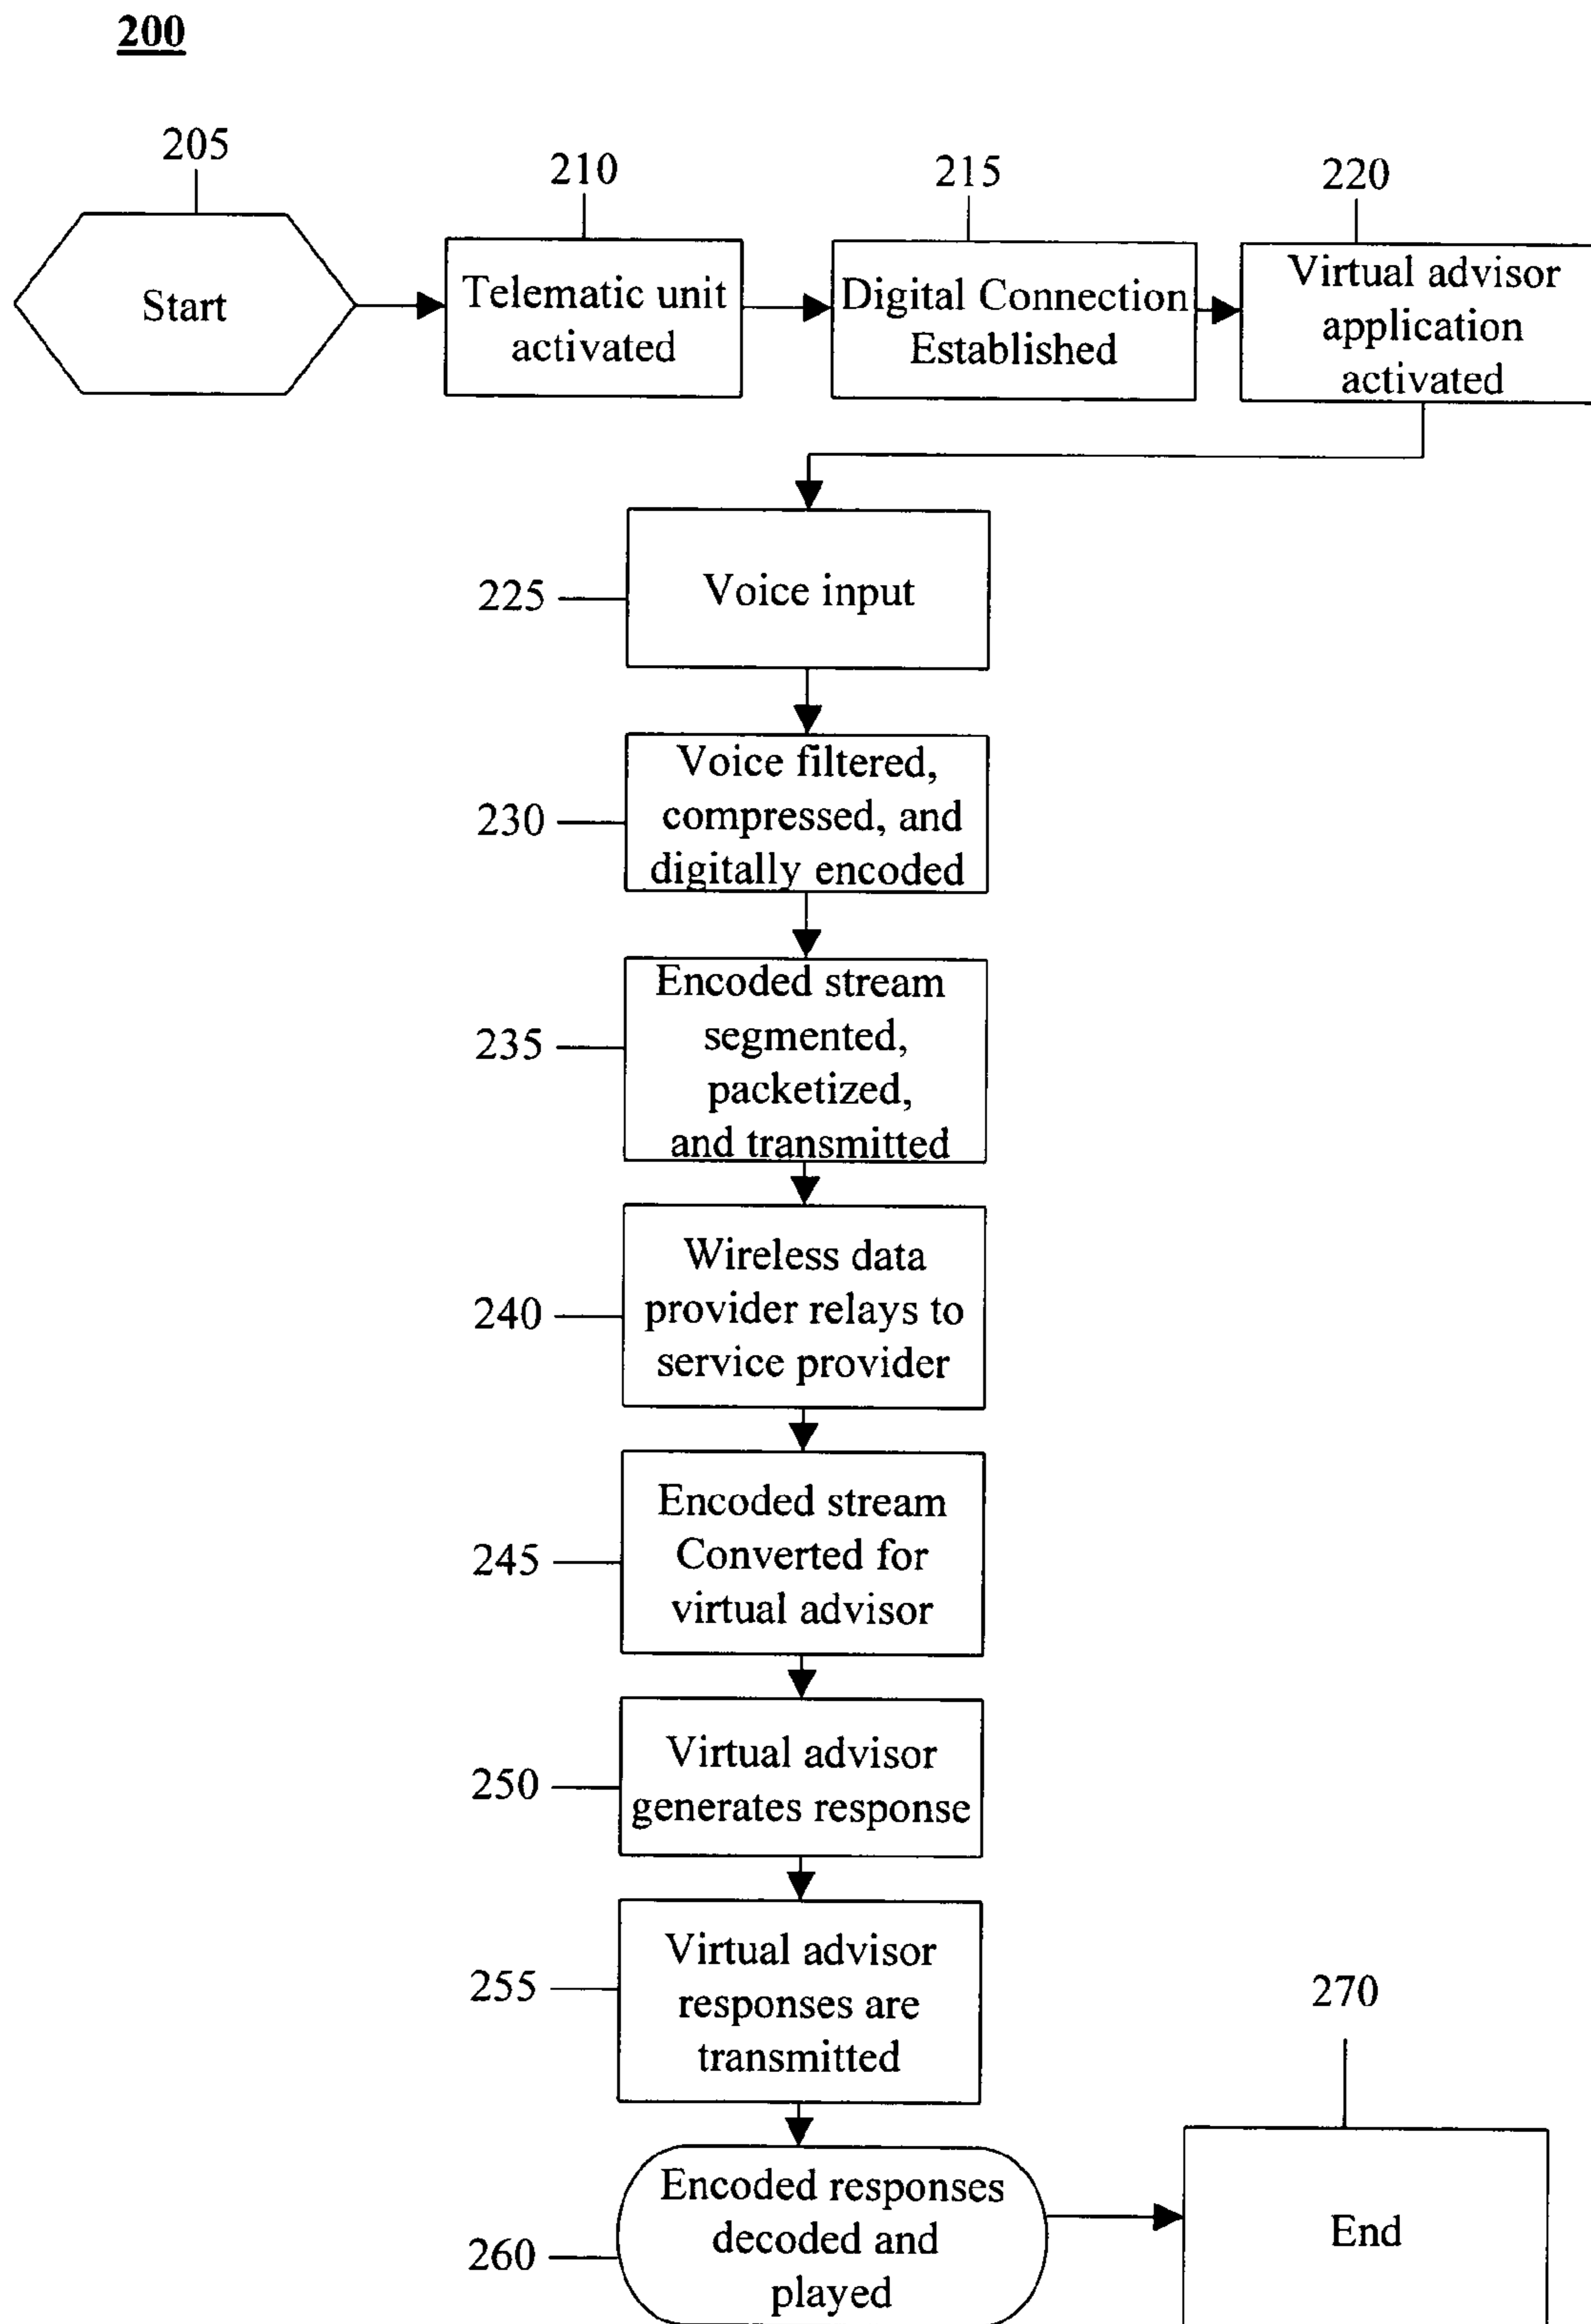 200
205
210
215
220
Start
Telematic unit
activated
Digital Connection
Established
Virtual advisor
application
activated
225
Voice input
230
Voice filtered,
compressed, and
digitally encoded
235
Encoded stream
segmented,
packetized,
and transmitted
240
Wireless data
provider relays to
service provider
245
Encoded stream
Converted for
virtual advisor
250
Virtual advisor
generates response
255
Virtual advisor
responses are
transmitted
270
260
Encoded responses
decoded and
played
End